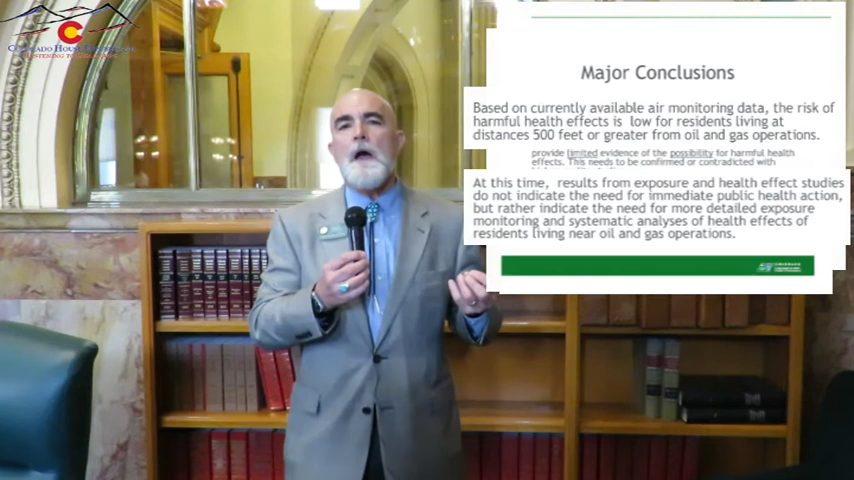 Major Conclusions
Based on currently available air monitoring data, the risk of
harmful health effects is low for residents living at
distances 500 feet or greater from oil and gas operations.
provide limited evidence of the possibility for harmful health
effects. This needs to be confirmed or contradicted with
At this time, results from exposure and health effect studies
do not indicate the need for immediate public health action,
but rather indicate the need for more detailed exposure
monitoring and systematic analyses of health effects of
residents living near oil and gas operations.